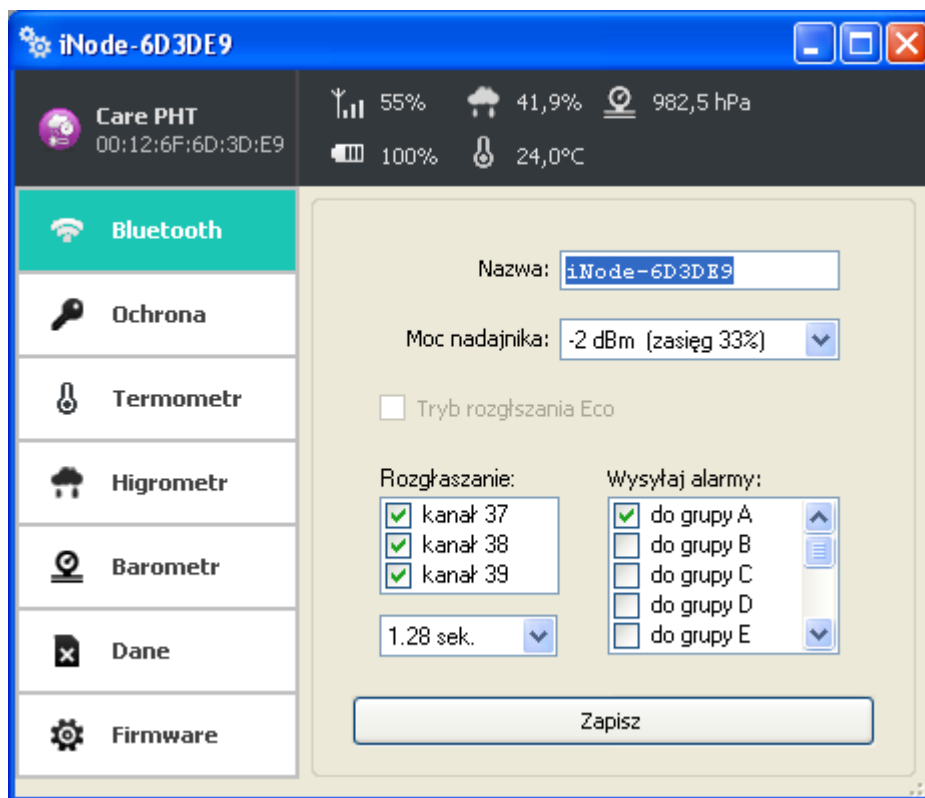 iNode-6D3DE9
Care PHT
00:12:6F:6D:3D:E9
55% 41,9% 982,5 hPa
100% 24,0°C
Bluetooth
Ochrona
Termometr
Higrometr
Barometr
Dane
Firmware
Nazwa: iNode-6D3DE9
Moc nadajnika: -2 dBm (zasięg 33%)
Tryb rozgłszania Eco
Rozgłaszanie:
kanał 37
kanał 38
kanał 39
1.28 sek.
Wysyłaj alarmy:
do grupy A
do grupy B
do grupy C
do grupy D
do grupy E
Zapisz